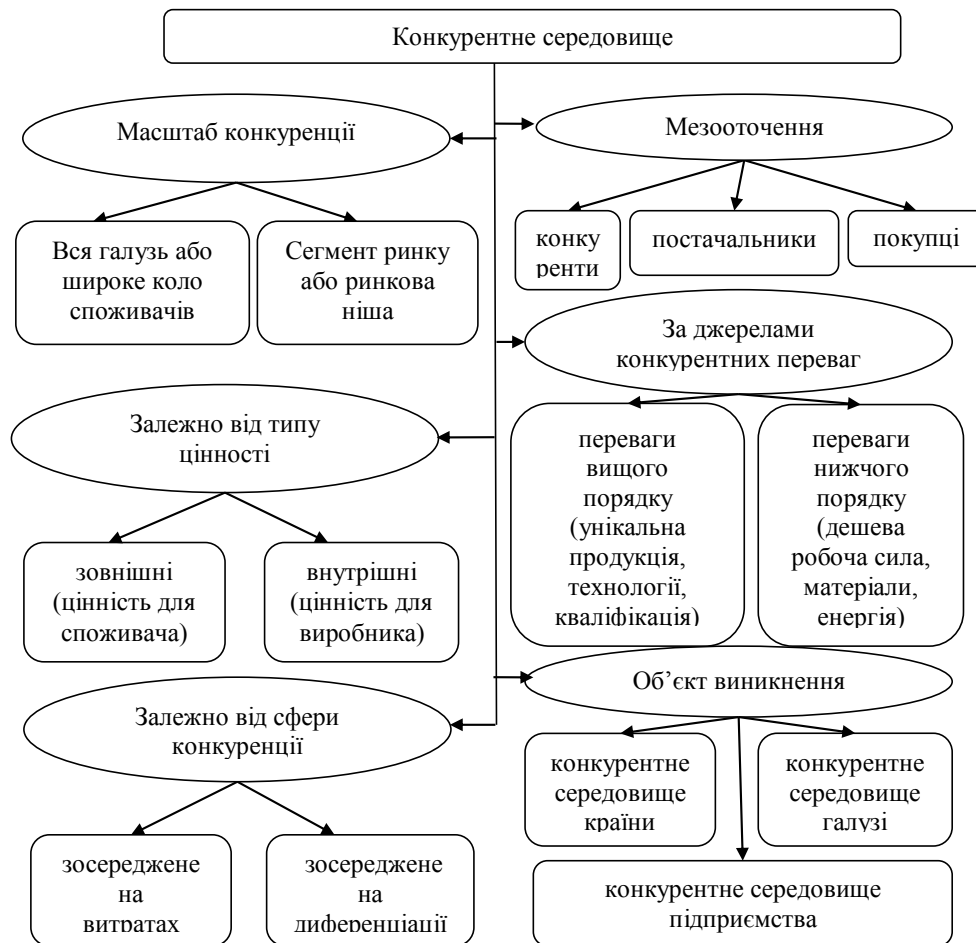 Конкурентне середовище
Масштаб конкуренції
Мезооточення
Вся галузь або
широке коло
споживачів
Сегмент ринку
або ринкова
ніша
конку
ренти
постачальники
покупці
За джерелами
конкурентних переваг
Залежно від типу
цінності
переваги
вищого
порядку
(унікальна
продукція,
технології,
кваліфікація)
переваги
нижчого
порядку
(дешева
робоча сила,
матеріали,
енергія)
зовнішні
(цінність для
споживача)
внутрішні
(цінність для
виробника)
Об’єкт виникнення
Залежно від сфери
конкуренції
конкурентне
середовище
країни
конкурентне
середовище
галузі
зосереджене
на
витратах
зосереджене
на
диференціації
конкурентне середовище
підприємства